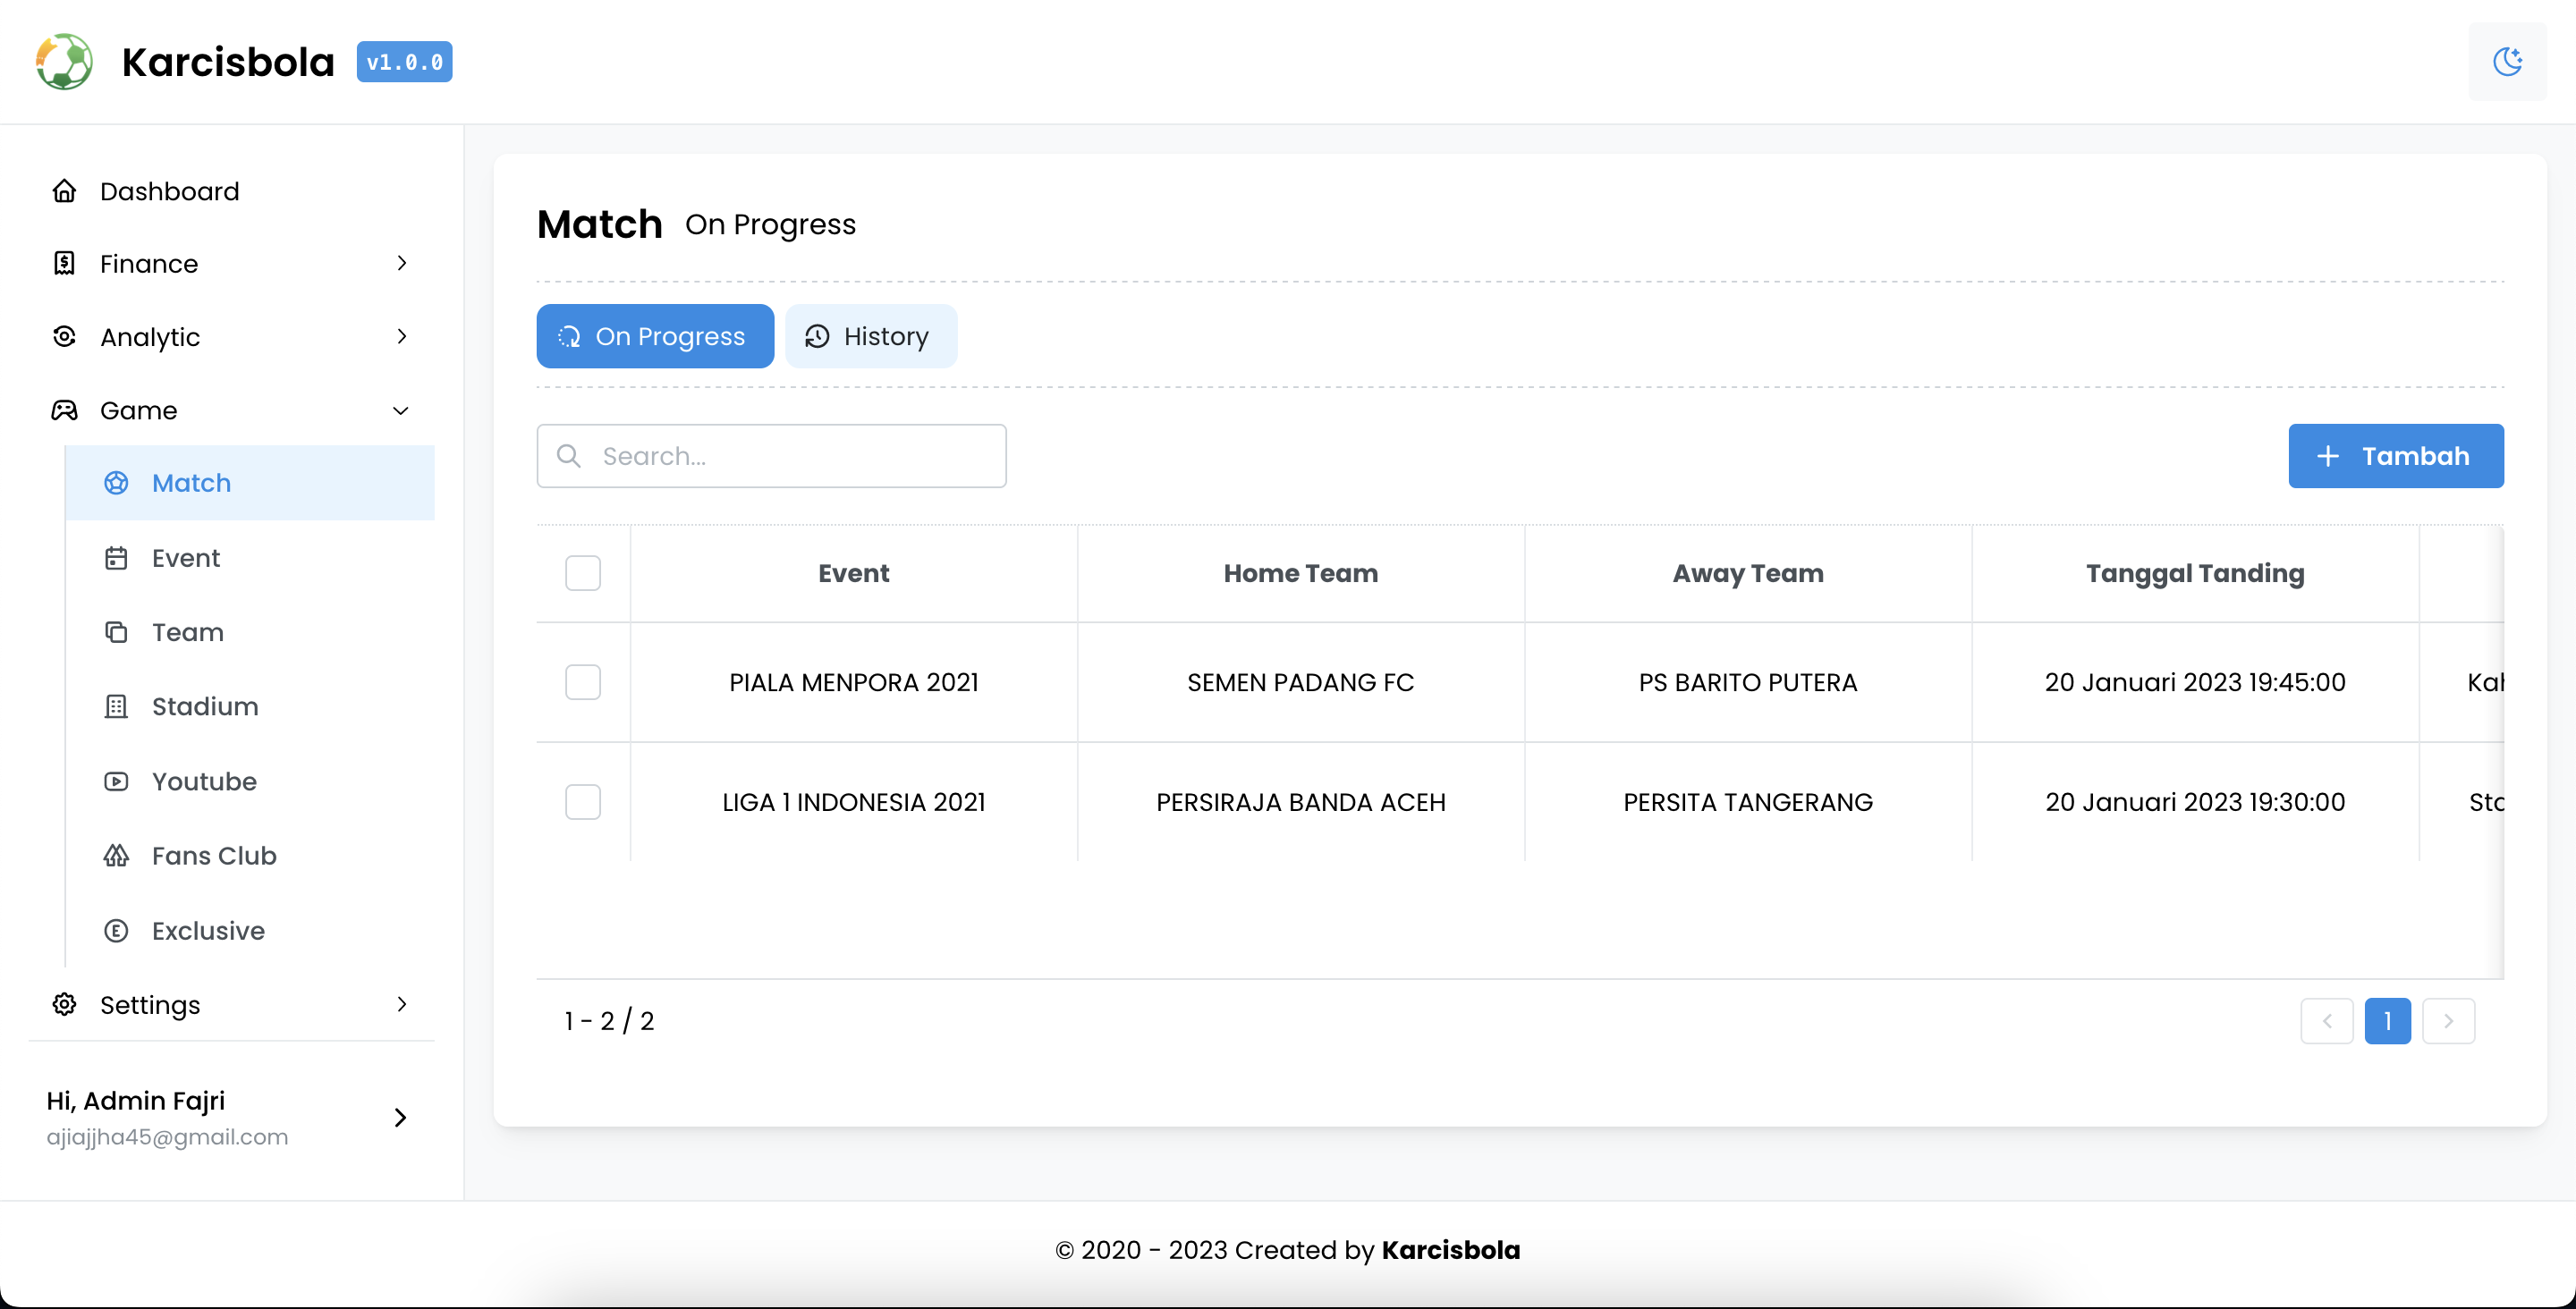 Karcisbola v1.0.0
Dashboard
Finance
Analytic
Game
Match
Event
Team
Stadium
Youtube
Fans Club
Exclusive
Settings
Hi, Admin Fajri
ajiajjha45@gmail.com
Match On Progress
On Progress History
Search...
Tambah
Event Home Team Away Team Tanggal Tanding
PIALA MENPORA 2021 SEMEN PADANG FC PS BARITO PUTERA 20 Januari 2023 19:45:00
LIGA 1 INDONESIA 2021 PERSIRAJA BANDA ACEH PERSITA TANGERANG 20 Januari 2023 19:30:00
1 - 2 / 2
1
© 2020 - 2023 Created by Karcisbola